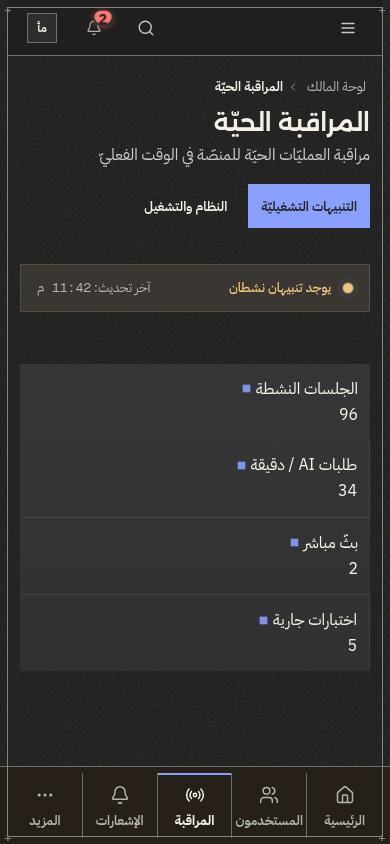 2
مأ
لوحة المالك › المراقبة الحيّة
المراقبة الحيّة
مراقبة العمليّات الحيّة للمنصّة في الوقت الفعليّ
التنبيهات التشغيليّة
النظام والتشغيل
يوجد تنبيهان نشطان
آخر تحديث: 11:42 م
الجلسات النشطة
96
طلبات AI / دقيقة
34
بثّ مباشر
2
اختبارات جارية
5
الرئيسية
المستخدمون
المراقبة
الإشعارات
المزيد